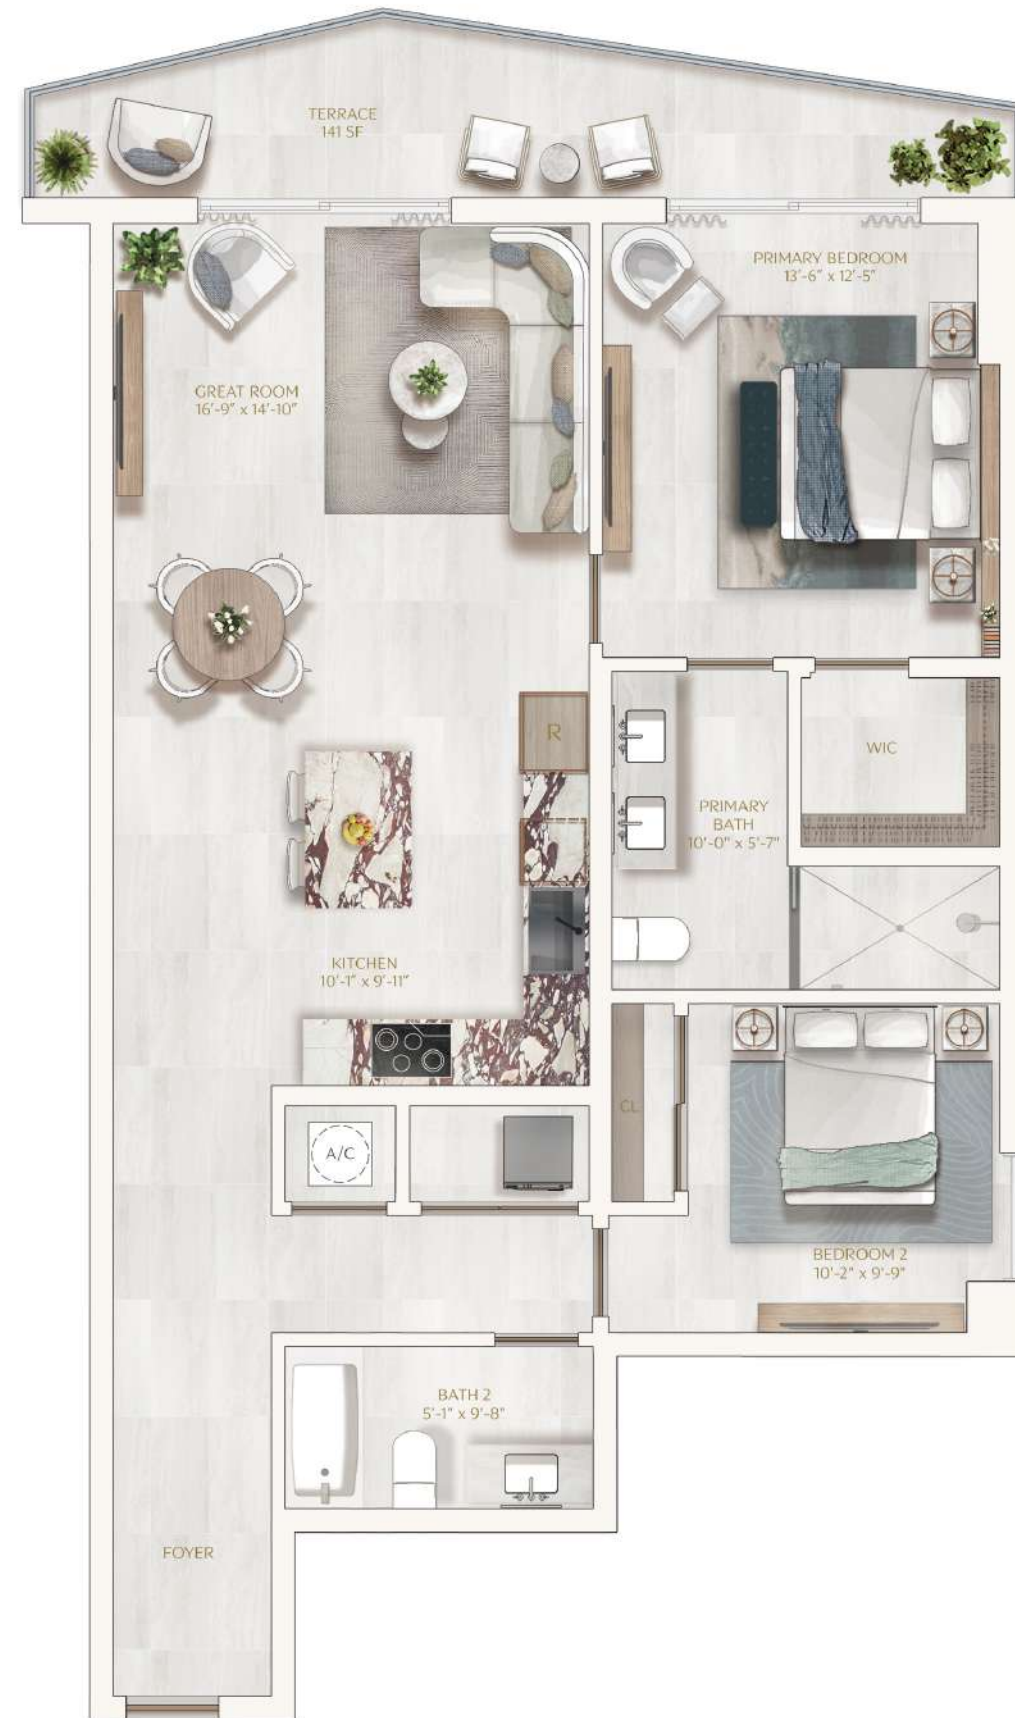 TERRACE
141 SF
PRIMARY BEDROOM
13'-6" x 12'-5"
GREAT ROOM
16'-9" x 14'-10"
R
WIC
PRIMARY
BATH
10'-0" x 5'-7"
KITCHEN
10'-1" x 9'-11"
CL
A/C
BEDROOM 2
10'-2" x 9'-9"
BATH 2
5'-1" x 9'-8"
FOYER